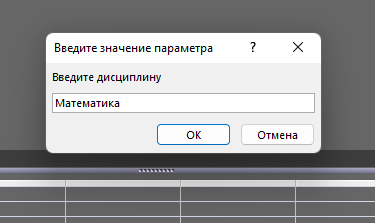 Введите значение параметра ?
Введите дисциплину
Математика
ОК Отмена